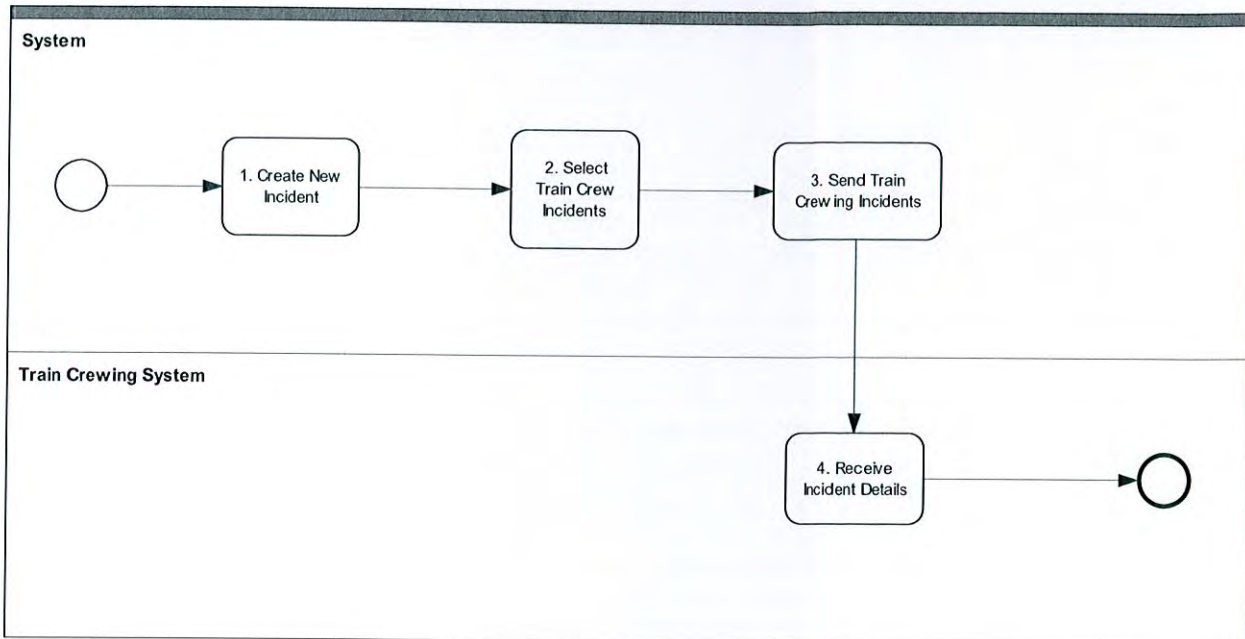 System
1. Create New
Incident
2. Select
Train Crew
Incidents
3. Send Train
Crewing Incidents
Train Crewing System
4. Receive
Incident Details